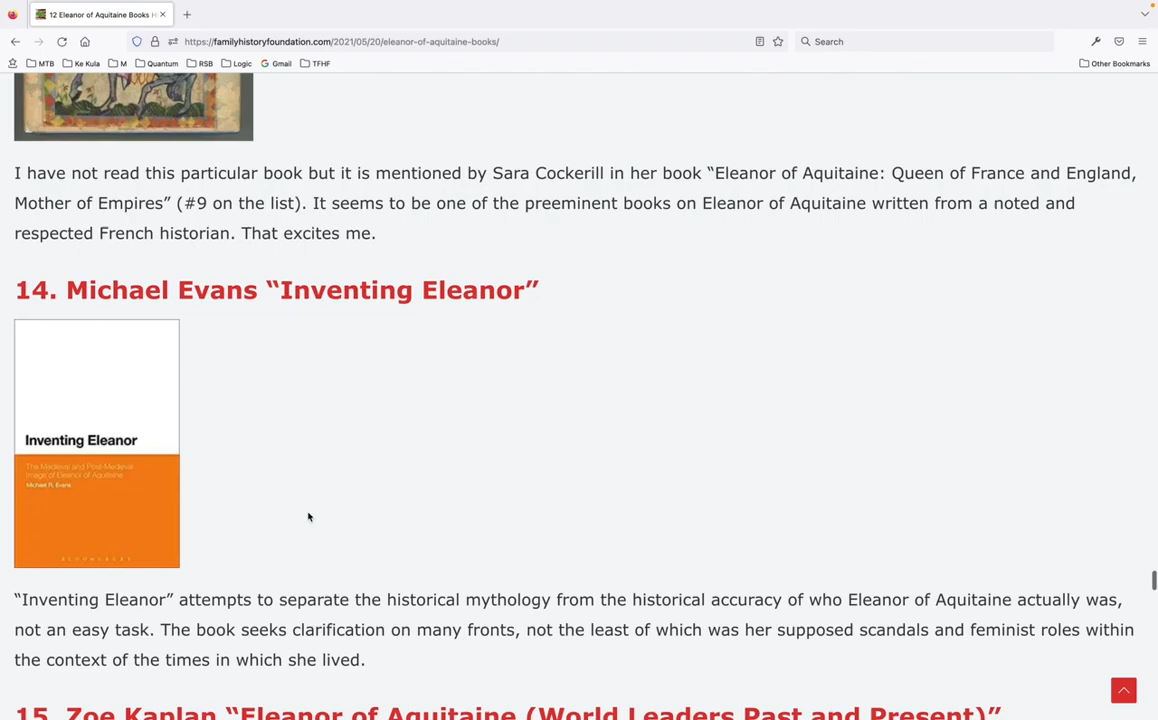 12 Eleanor of Aquitaine Books H
https://familyhistoryfoundation.com/2021/05/20/eleanor-of-aquitaine-books/
Search
MTB
Ke Kula
M
Quantum
RSB
Logic
Gmail
TFHF
Other Bookmarks
I have not read this particular book but it is mentioned by Sara Cockerill in her book “Eleanor of Aquitaine: Queen of France and England,
Mother of Empires” (#9 on the list). It seems to be one of the preeminent books on Eleanor of Aquitaine written from a noted and
respected French historian. That excites me.
14. Michael Evans “Inventing Eleanor”
Inventing Eleanor
The Medieval and Post-Medieval
Image of Eleanor of Aquitaine
Michael R. Evans
BLOOMSBURY
“Inventing Eleanor” attempts to separate the historical mythology from the historical accuracy of who Eleanor of Aquitaine actually was,
not an easy task. The book seeks clarification on many fronts, not the least of which was her supposed scandals and feminist roles within
the context of the times in which she lived.
15. Zoe Kaplan “Eleanor of Aquitaine (World Leaders Past and Present)”